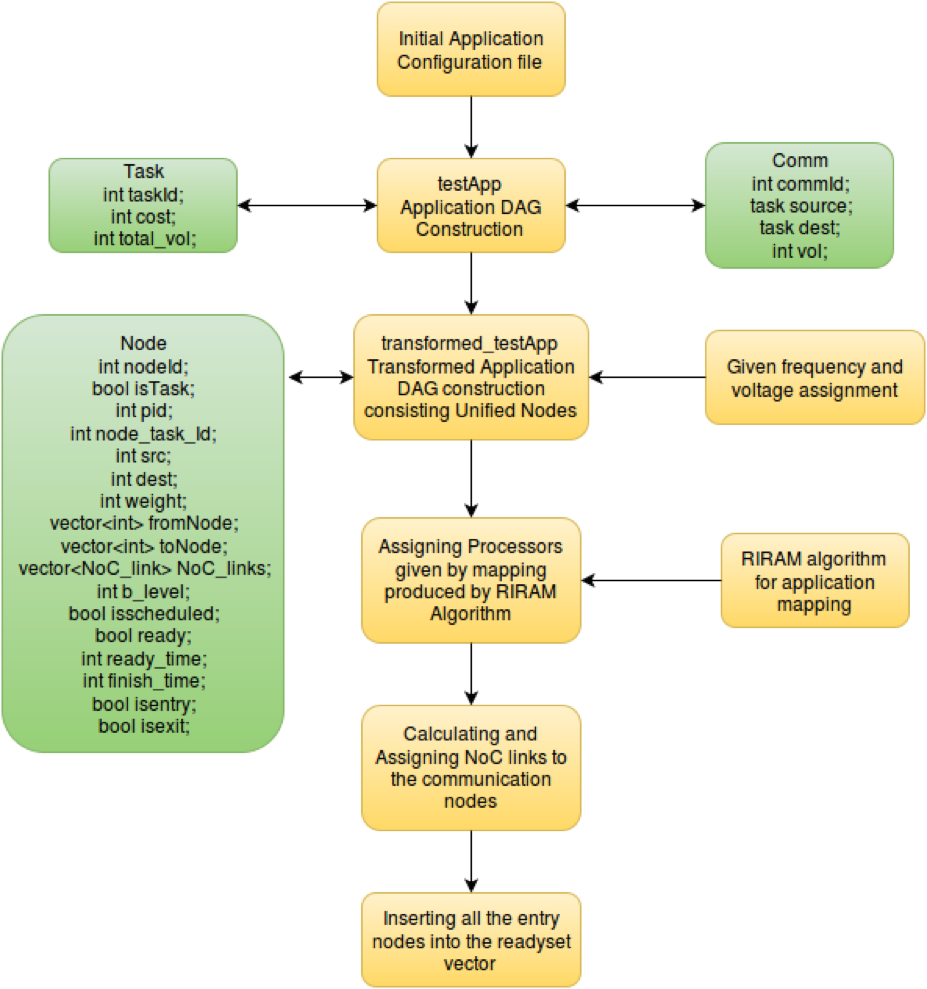 Initial Application
Configuration file
Task
int taskId;
int cost;
int total_vol;
testApp
Application DAG
Construction
Comm
int commId;
task source;
task dest;
int vol;
Node
int nodeId;
bool isTask;
int pid;
int node_task_Id;
int src;
int dest;
int weight;
vector<int> fromNode;
vector<int> toNode;
vector<NoC_link> NoC_links;
int b_level;
bool isscheduled;
bool ready;
int ready_time;
int finish_time;
bool isentry;
bool isexit;
transformed_testApp
Transformed Application
DAG construction
consisting Unified Nodes
Given frequency and
voltage assignment
Assigning Processors
given by mapping
produced by RIRAM
Algorithm
RIRAM algorithm
for application
mapping
Calculating and
Assigning NoC links to
the communication
nodes
Inserting all the entry
nodes into the readyset
vector